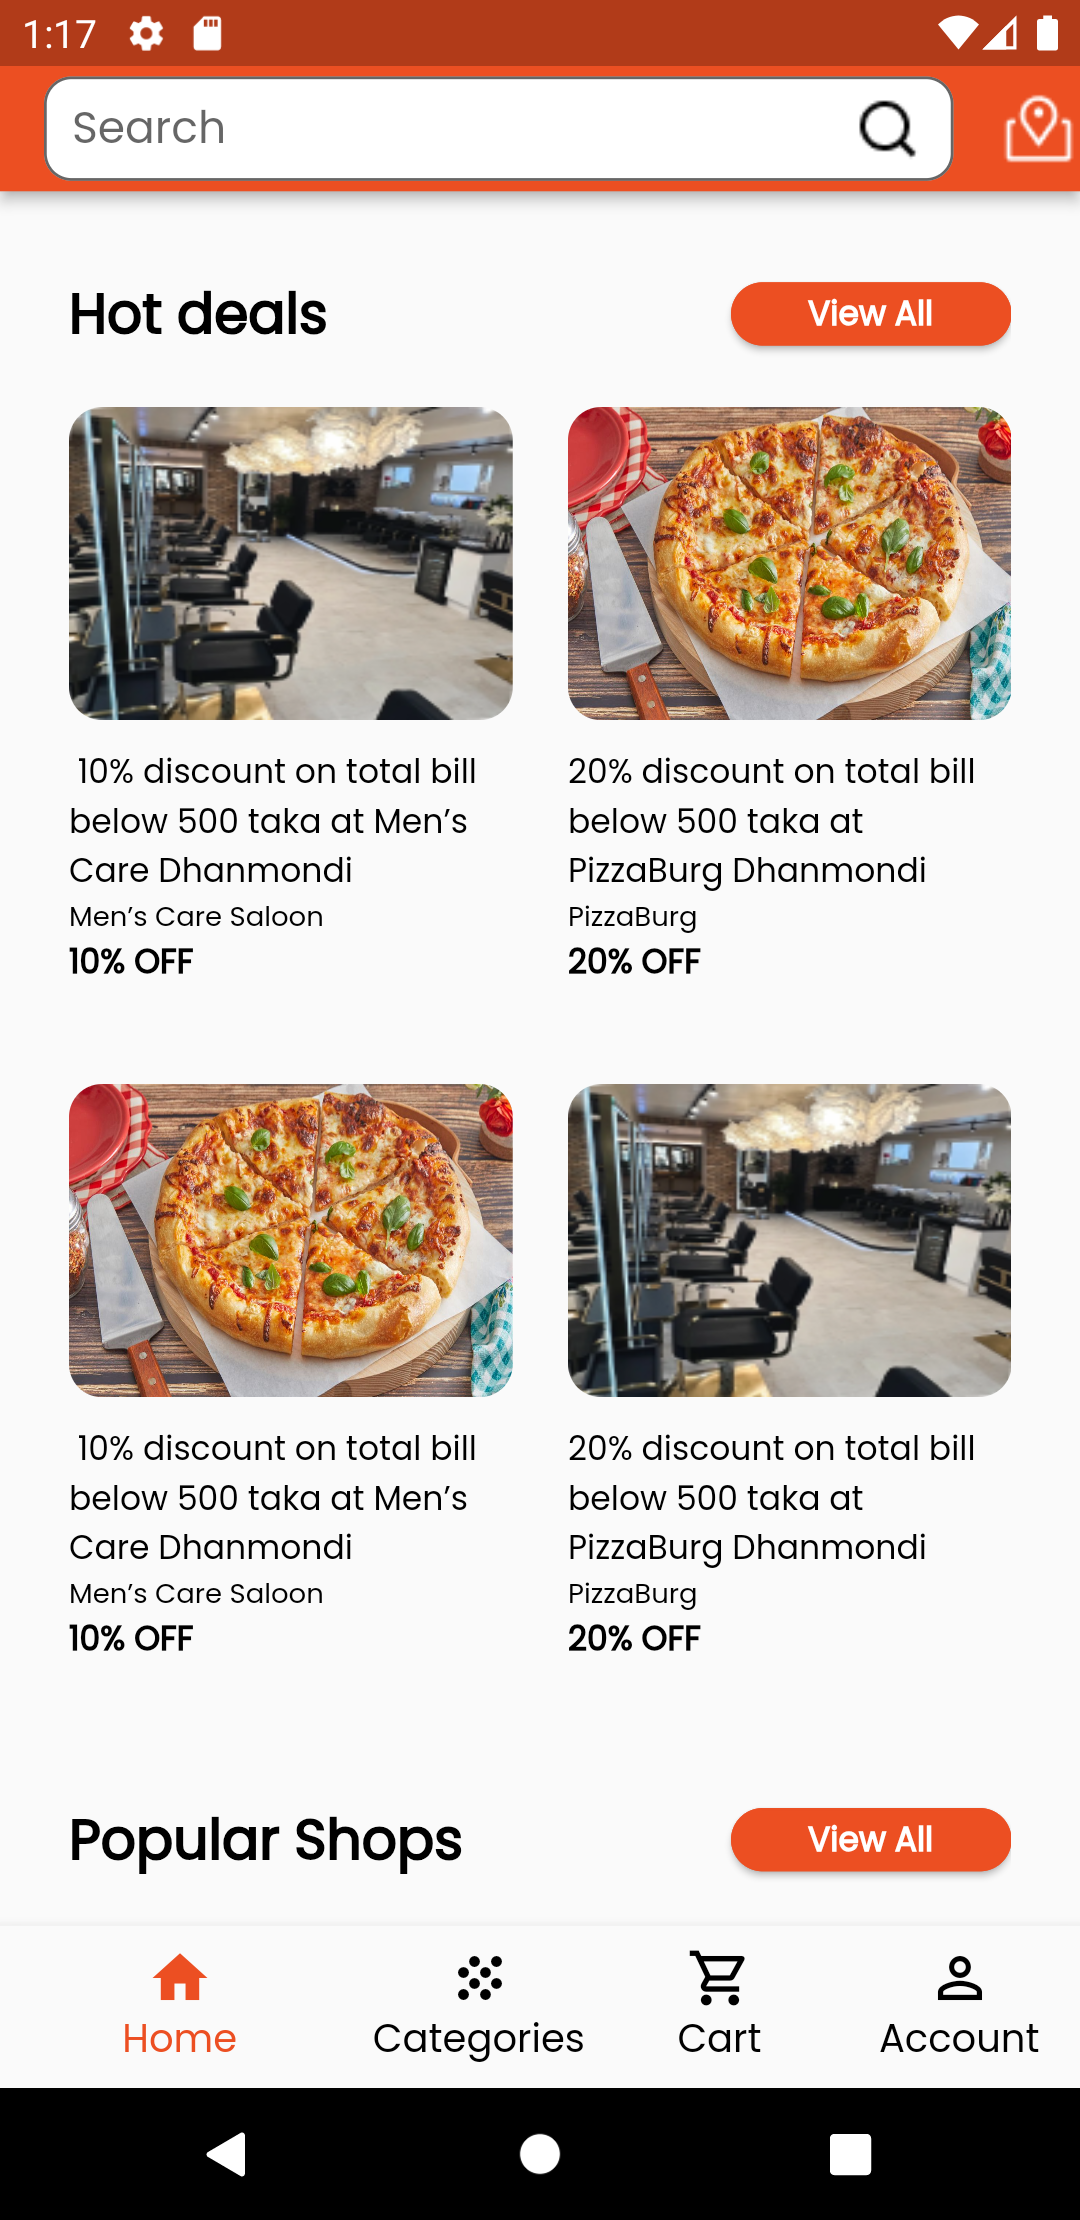 1:17
Search
Hot deals
View All
10% discount on total bill
below 500 taka at Men’s
Care Dhanmondi
Men’s Care Saloon
10% OFF
20% discount on total bill
below 500 taka at
PizzaBurg Dhanmondi
PizzaBurg
20% OFF
10% discount on total bill
below 500 taka at Men’s
Care Dhanmondi
Men’s Care Saloon
10% OFF
20% discount on total bill
below 500 taka at
PizzaBurg Dhanmondi
PizzaBurg
20% OFF
Popular Shops
View All
Home
Categories
Cart
Account